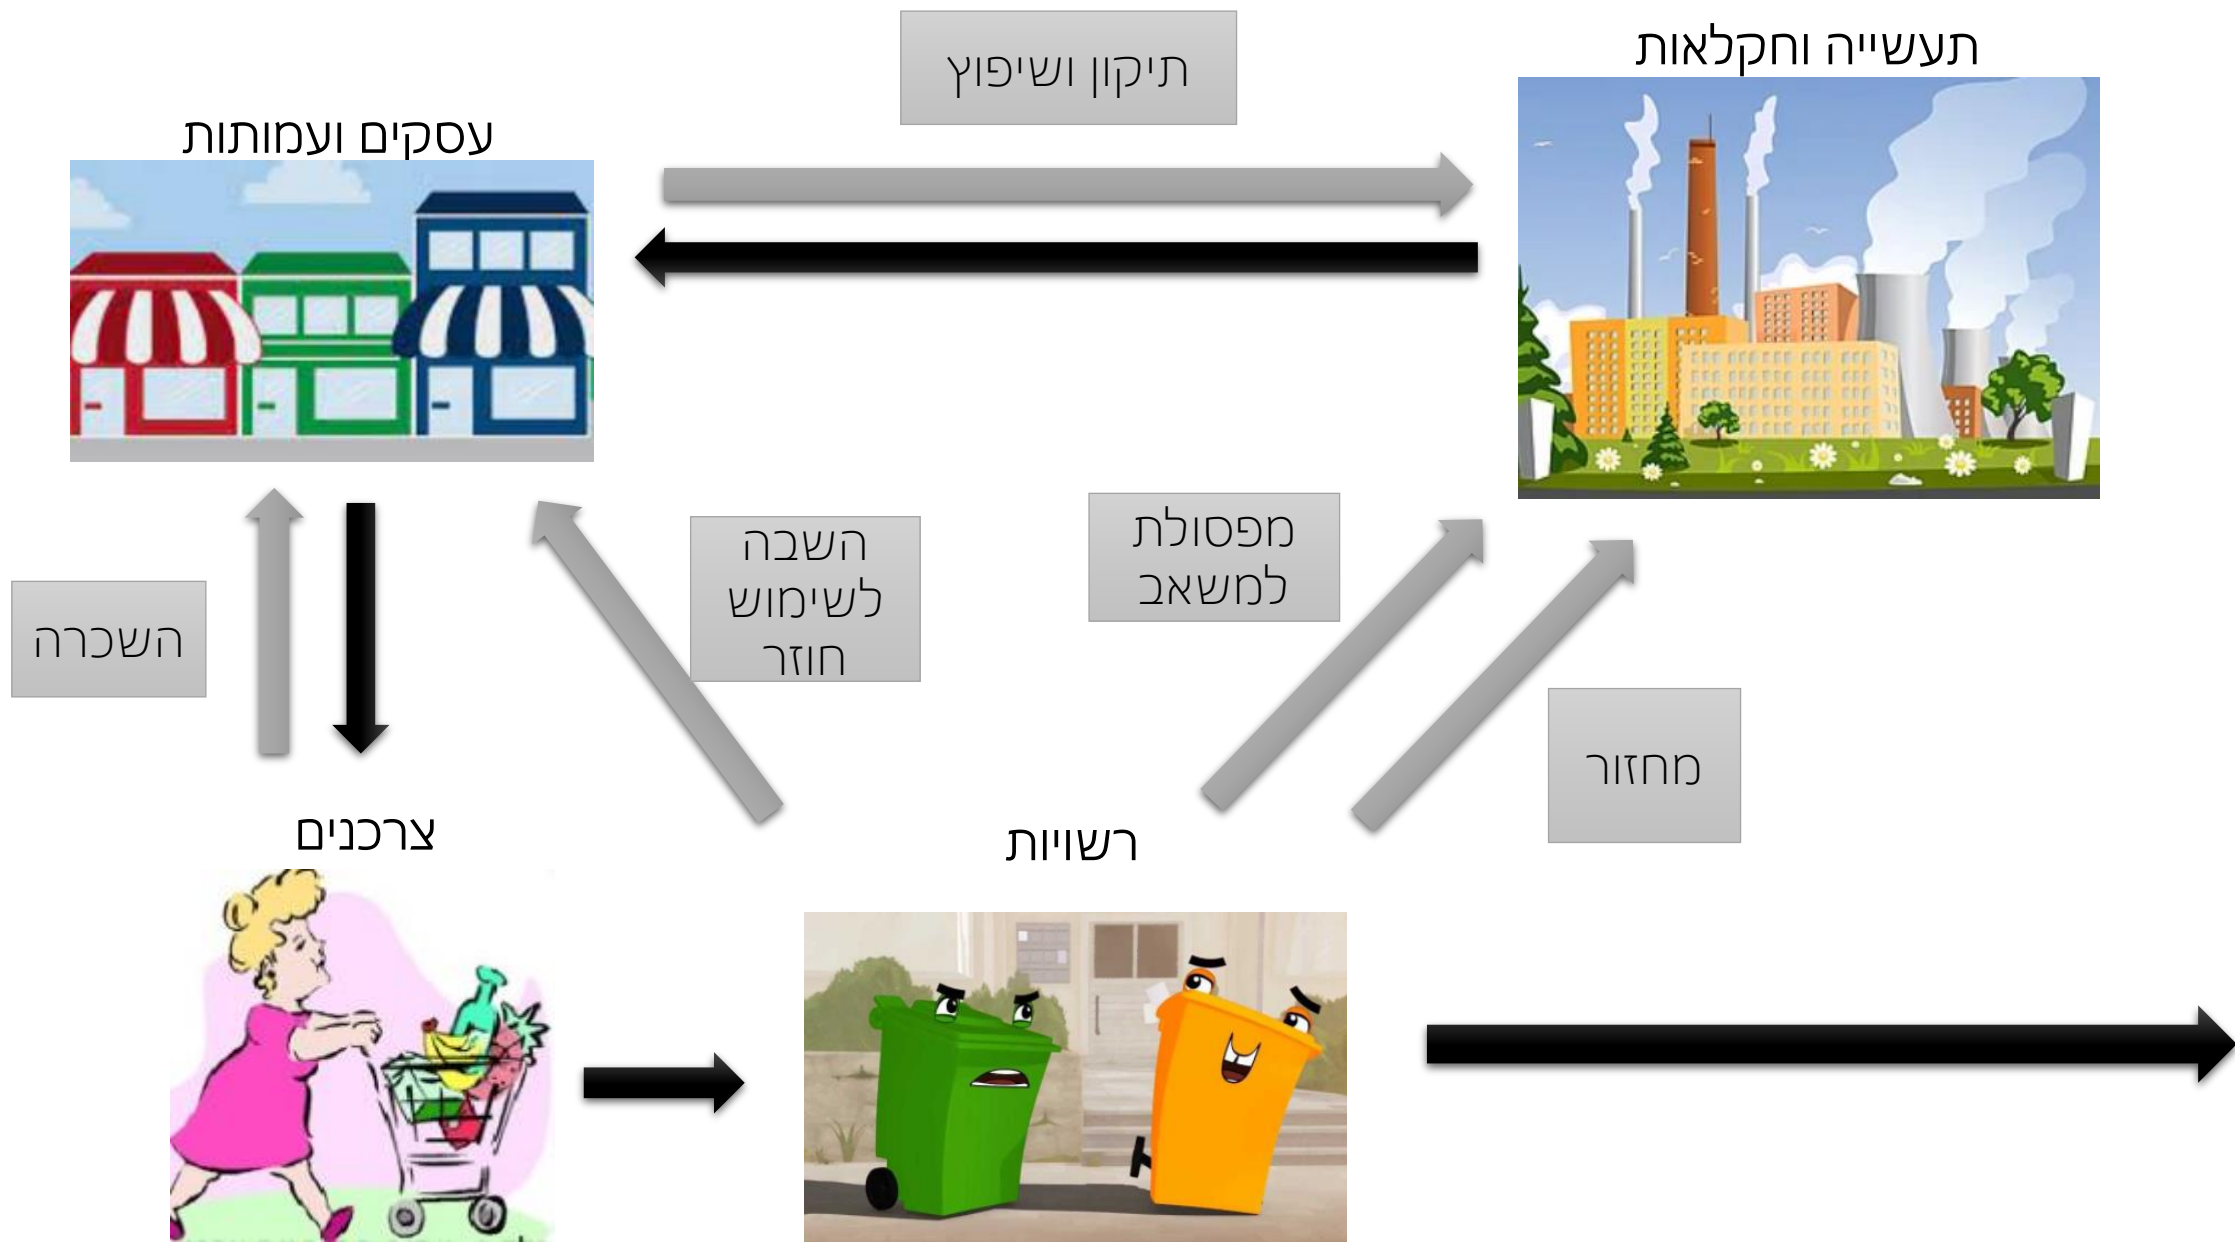 תעשייה וחקלאות
תיקון ושיפוץ
עסקים ועמותות
מפסולת
למשאב
השבה
לשימוש
חוזר
השכרה
מחזור
רשויות
צרכנים